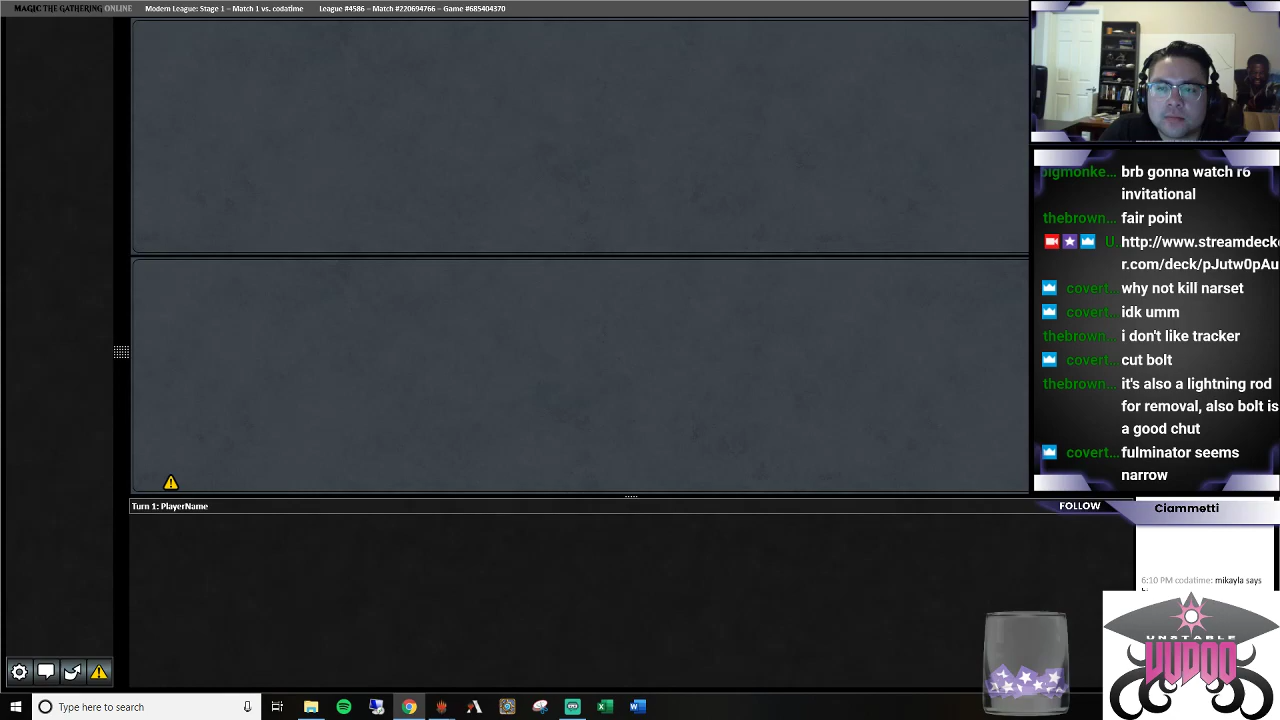 MAGIC THE GATHERING ONLINE Modern League: Stage 1 – Match 1 vs. codatime League #4586 – Match #220694766 – Game #685404370
bigmonke... brb gonna watch r6
invitational
thebrown... fair point
U. http://www.streamdeck
r.com/deck/pJutw0pAu
covert... why not kill narset
covert... idk umm
thebrown... i don't like tracker
covert... cut bolt
thebrown... it's also a lightning rod
for removal, also bolt is
a good chut
covert... fulminator seems
narrow
Turn 1: PlayerName
FOLLOW Ciammetti
6:10 PM codatime: mikayla says
UNSTABLE
VUDOO
Type here to search